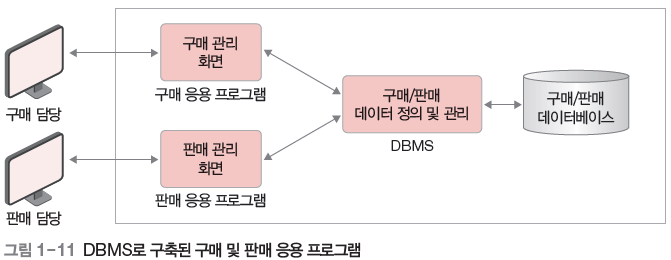 구매 관리
화면
구매 응용 프로그램
구매 담당
구매/판매
데이터 정의 및 관리
DBMS
구매/판매
데이터베이스
판매 관리
화면
판매 응용 프로그램
판매 담당
그림 1-11 DBMS로 구축된 구매 및 판매 응용 프로그램